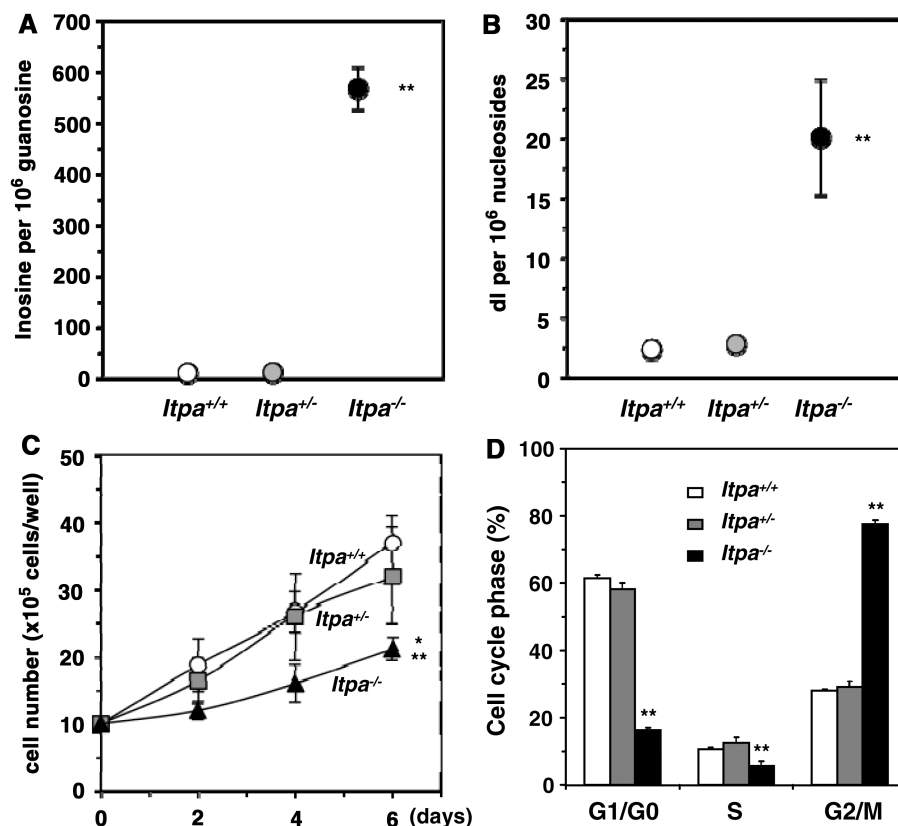 A
Inosine per 10⁶ guanosine
700
600
500
400
300
200
100
0
**
Itpa+/+ Itpa+/- Itpa-/-
B
dI per 10⁶ nucleosides
30
25
20
15
10
5
0
**
Itpa+/+ Itpa+/- Itpa-/-
C
cell number (x10⁵ cells/well)
50
40
30
20
10
0
Itpa+/+
Itpa+/-
Itpa-/-
*
**
0 2 4 6 (days)
D
Cell cycle phase (%)
100
80
60
40
20
0
Itpa+/+
Itpa+/-
Itpa-/-
**
**
**
G1/G0 S G2/M